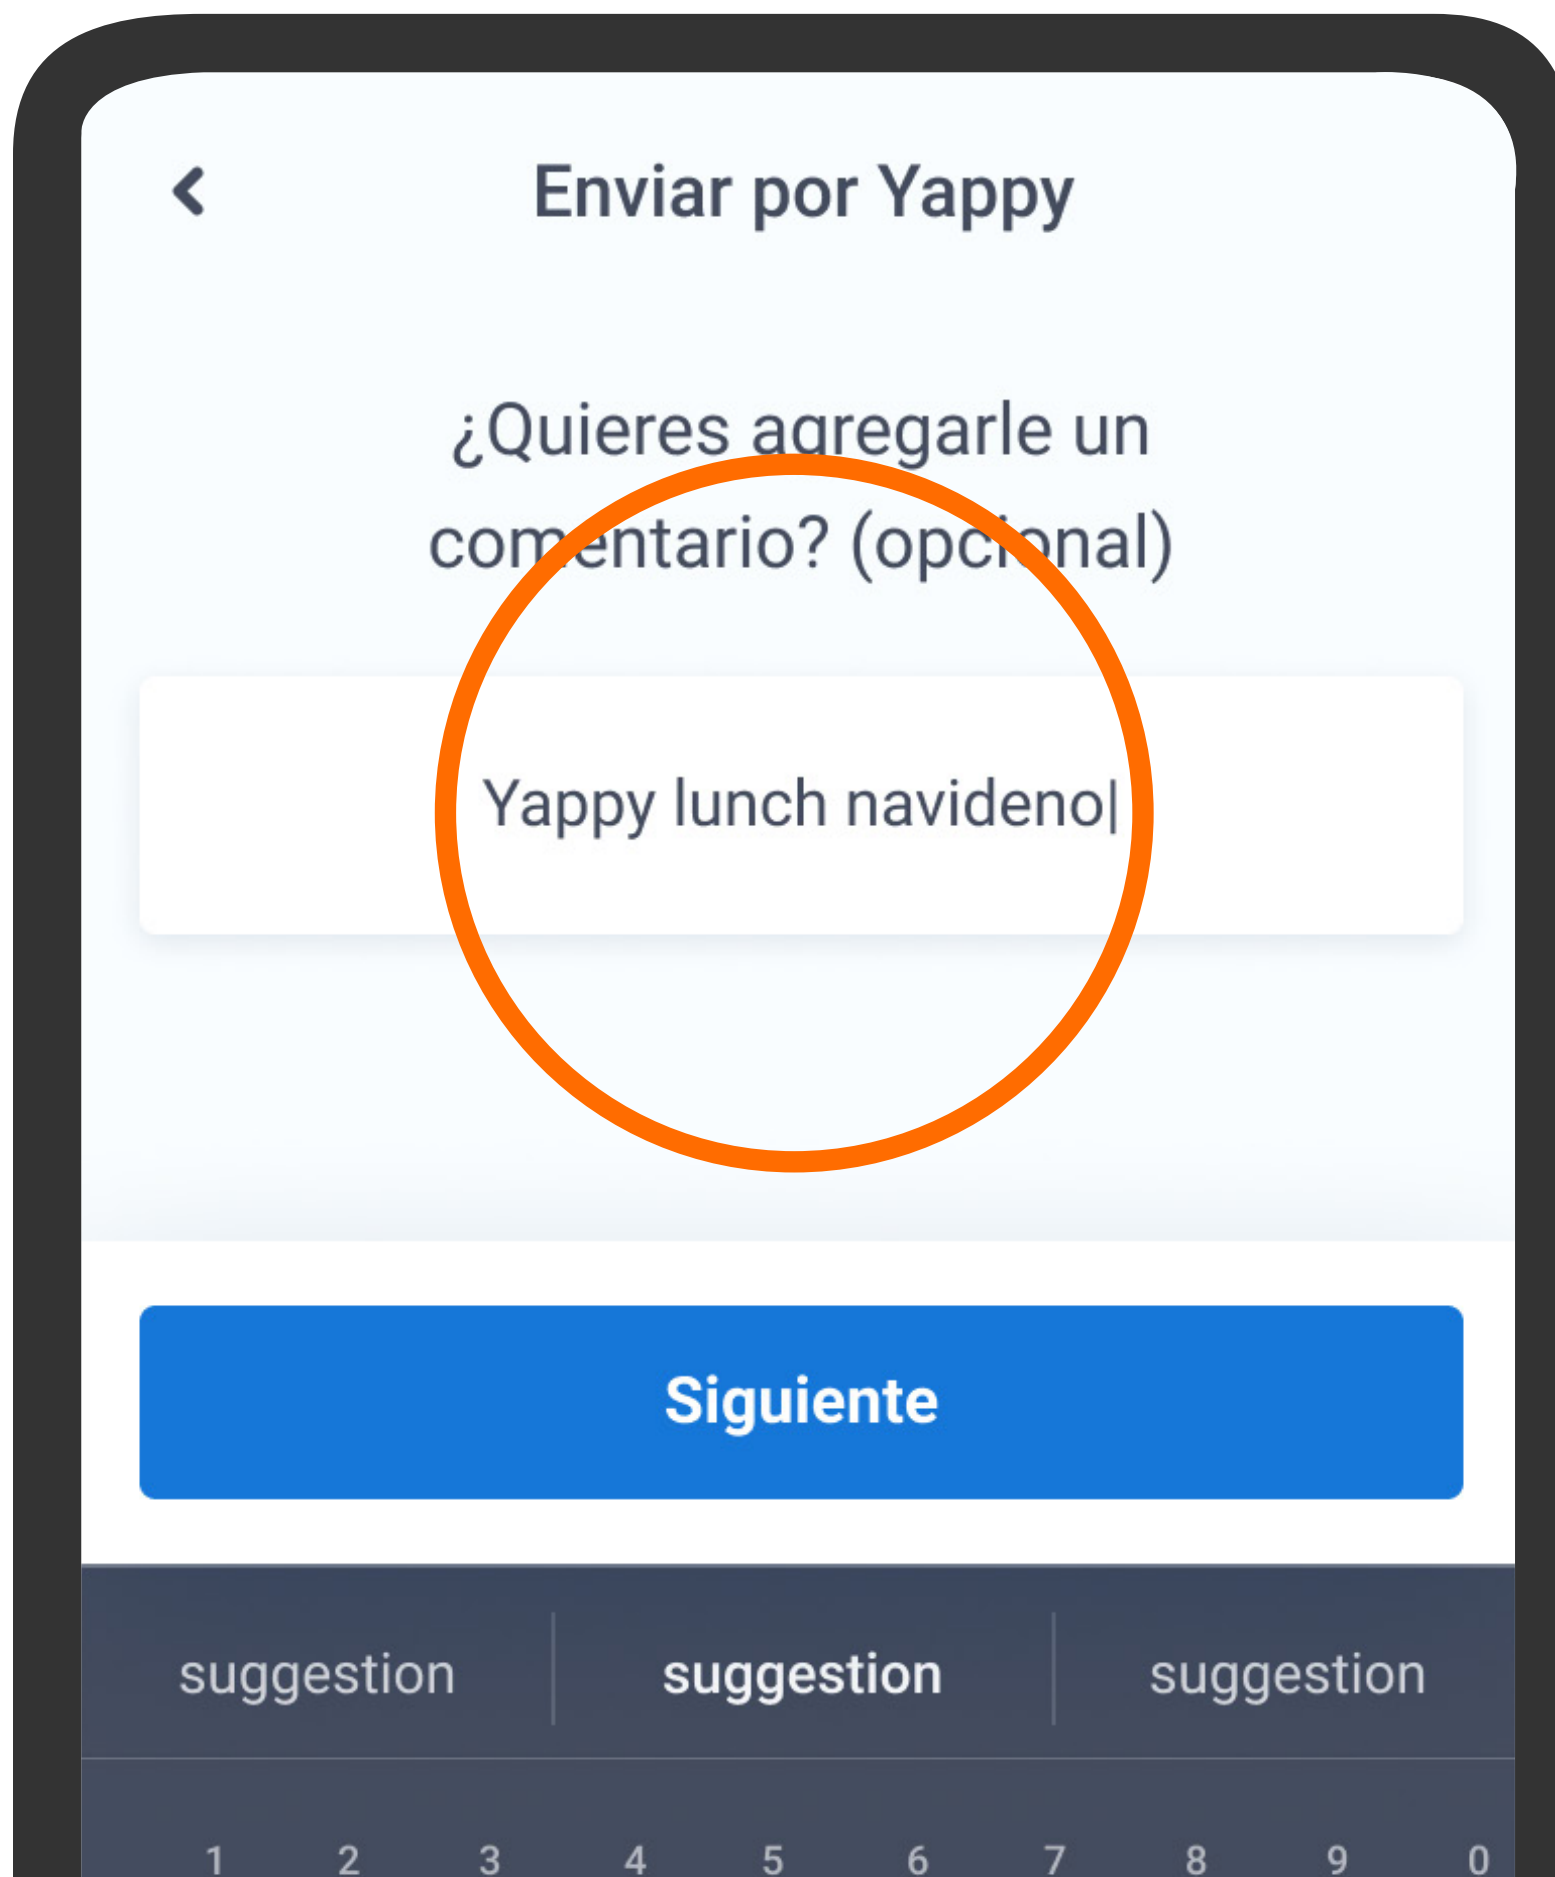 Enviar por Yappy
¿Quieres agregarle un
comentario? (opcional)
Yappy lunch navideno
Siguiente
suggestion suggestion suggestion
1 2 3 4 5 6 7 8 9 0